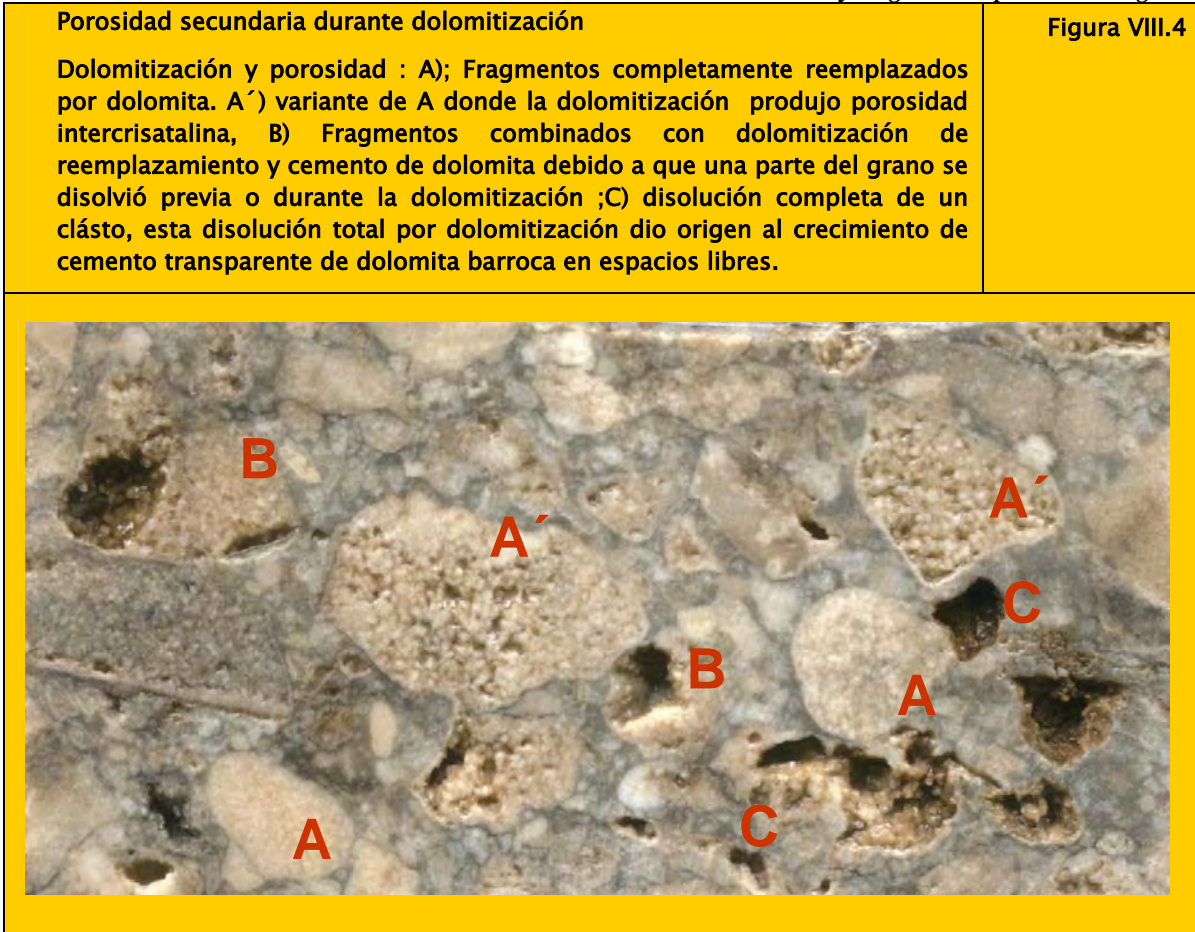 Porosidad secundaria durante dolomitización
Figura VIII.4
Dolomitización y porosidad : A); Fragmentos completamente reemplazados
por dolomita. A´) variante de A donde la dolomitización produjo porosidad
intercrisatalina, B) Fragmentos combinados con dolomitización de
reemplazamiento y cemento de dolomita debido a que una parte del grano se
disolvió previa o durante la dolomitización ;C) disolución completa de un
clásto, esta disolución total por dolomitización dio origen al crecimiento de
cemento transparente de dolomita barroca en espacios libres.
B
A´
A´
C
B
A
C
A